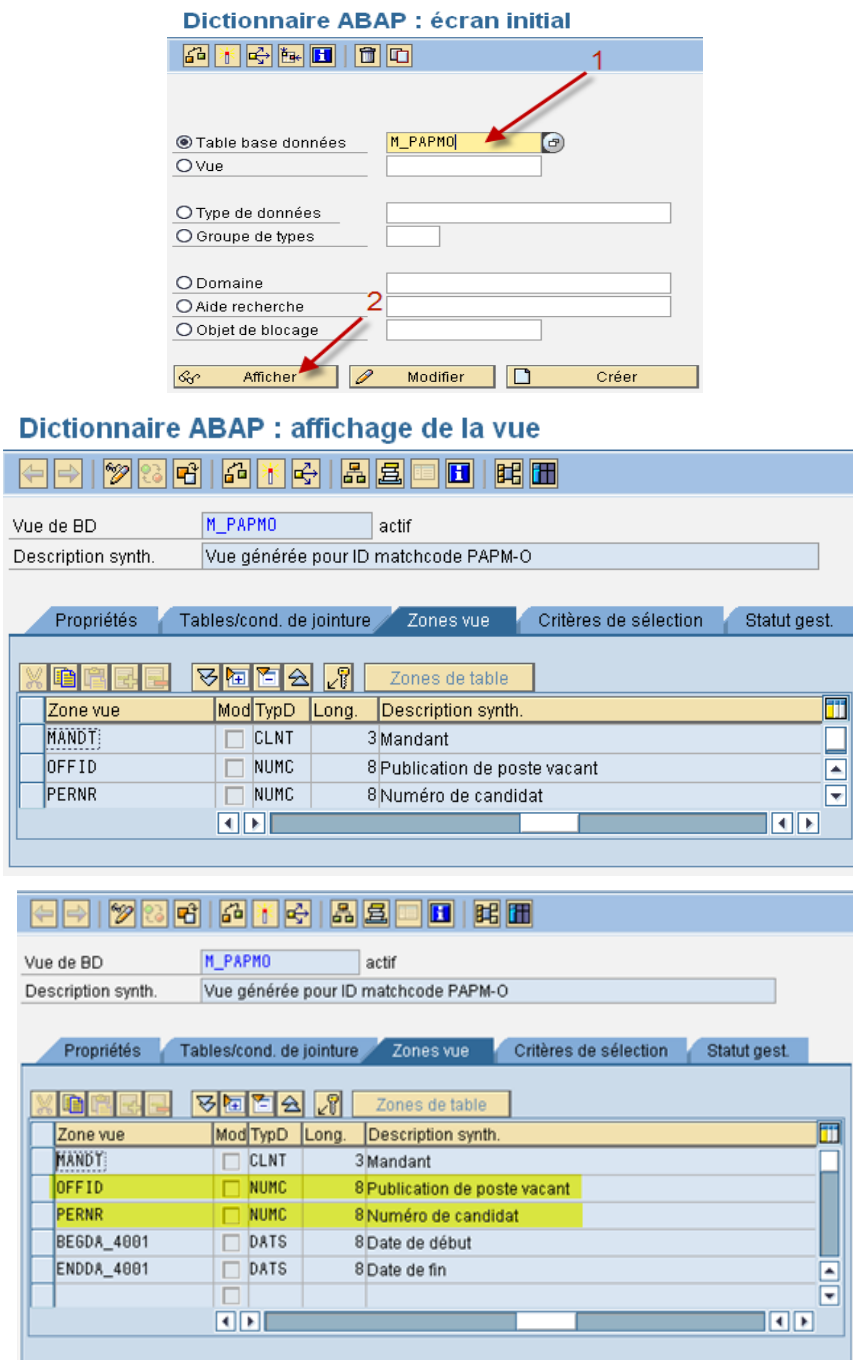 Dictionnaire ABAP : écran initial
1
Table base données M_PAPMO
Vue
Type de données
Groupe de types
Domaine
Aide recherche 2
Objet de blocage
Afficher Modifier Créer
Dictionnaire ABAP : affichage de la vue
Vue de BD M_PAPMO actif
Description synth. Vue générée pour ID matchcode PAPM-O
Propriétés Tables/cond. de jointure Zones vue Critères de sélection Statut gest.
Zones de table
Zone vue Mod TypD Long. Description synth.
MANDT CLNT 3 Mandant
OFFID NUMC 8 Publication de poste vacant
PERNR NUMC 8 Numéro de candidat
Vue de BD M_PAPMO actif
Description synth. Vue générée pour ID matchcode PAPM-O
Propriétés Tables/cond. de jointure Zones vue Critères de sélection Statut gest.
Zones de table
Zone vue Mod TypD Long. Description synth.
MANDT CLNT 3 Mandant
OFFID NUMC 8 Publication de poste vacant
PERNR NUMC 8 Numéro de candidat
BEGDA_4001 DATS 8 Date de début
ENDDA_4001 DATS 8 Date de fin